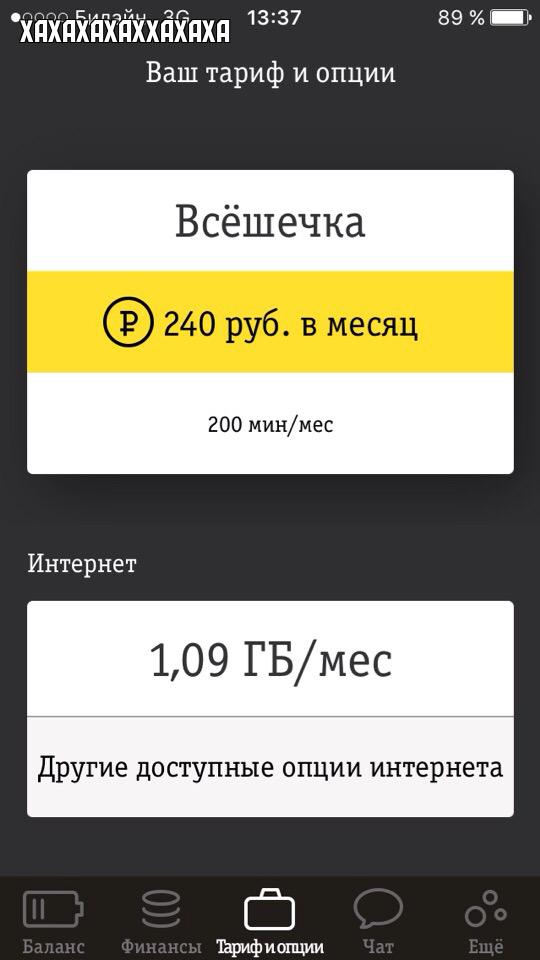 Билайн 3G 13:37 89 %
ХАХАХАХАХХАХАХА
Ваш тариф и опции
Всёшечка
₽ 240 руб. в месяц
200 мин/мес
Интернет
1,09 ГБ/мес
Другие доступные опции интернета
Баланс Финансы Тариф и опции Чат Ещё